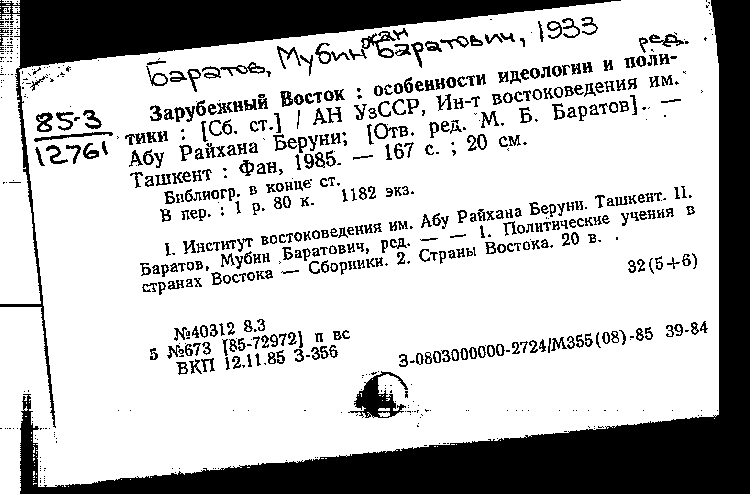 Баратов, Мубинжан Баратович, 1933
ред.
85-3
12761
Зарубежный Восток : особенности идеологии и поли-
тики : [Сб. ст.] / АН УзССР, Ин-т востоковедения им.
Абу Райхана Беруни; [Отв. ред. М. Б. Баратов]. —
Ташкент : Фан, 1985. — 167 с. ; 20 см.
Библиогр. в конце ст.
В пер. : 1 р. 80 к. 1182 экз.
I. Институт востоковедения им. Абу Райхана Беруни. Ташкент. II.
Баратов, Мубин Баратович, ред. — — 1. Политические учения в
странах Востока — Сборники. 2. Страны Востока. 20 в.
32(5+6)
№40312 8.3
5 №673 [85-72972] п вс
ВКП 12.11.85 З-356
З-0803000000-2724/М355(08)-85 39-84